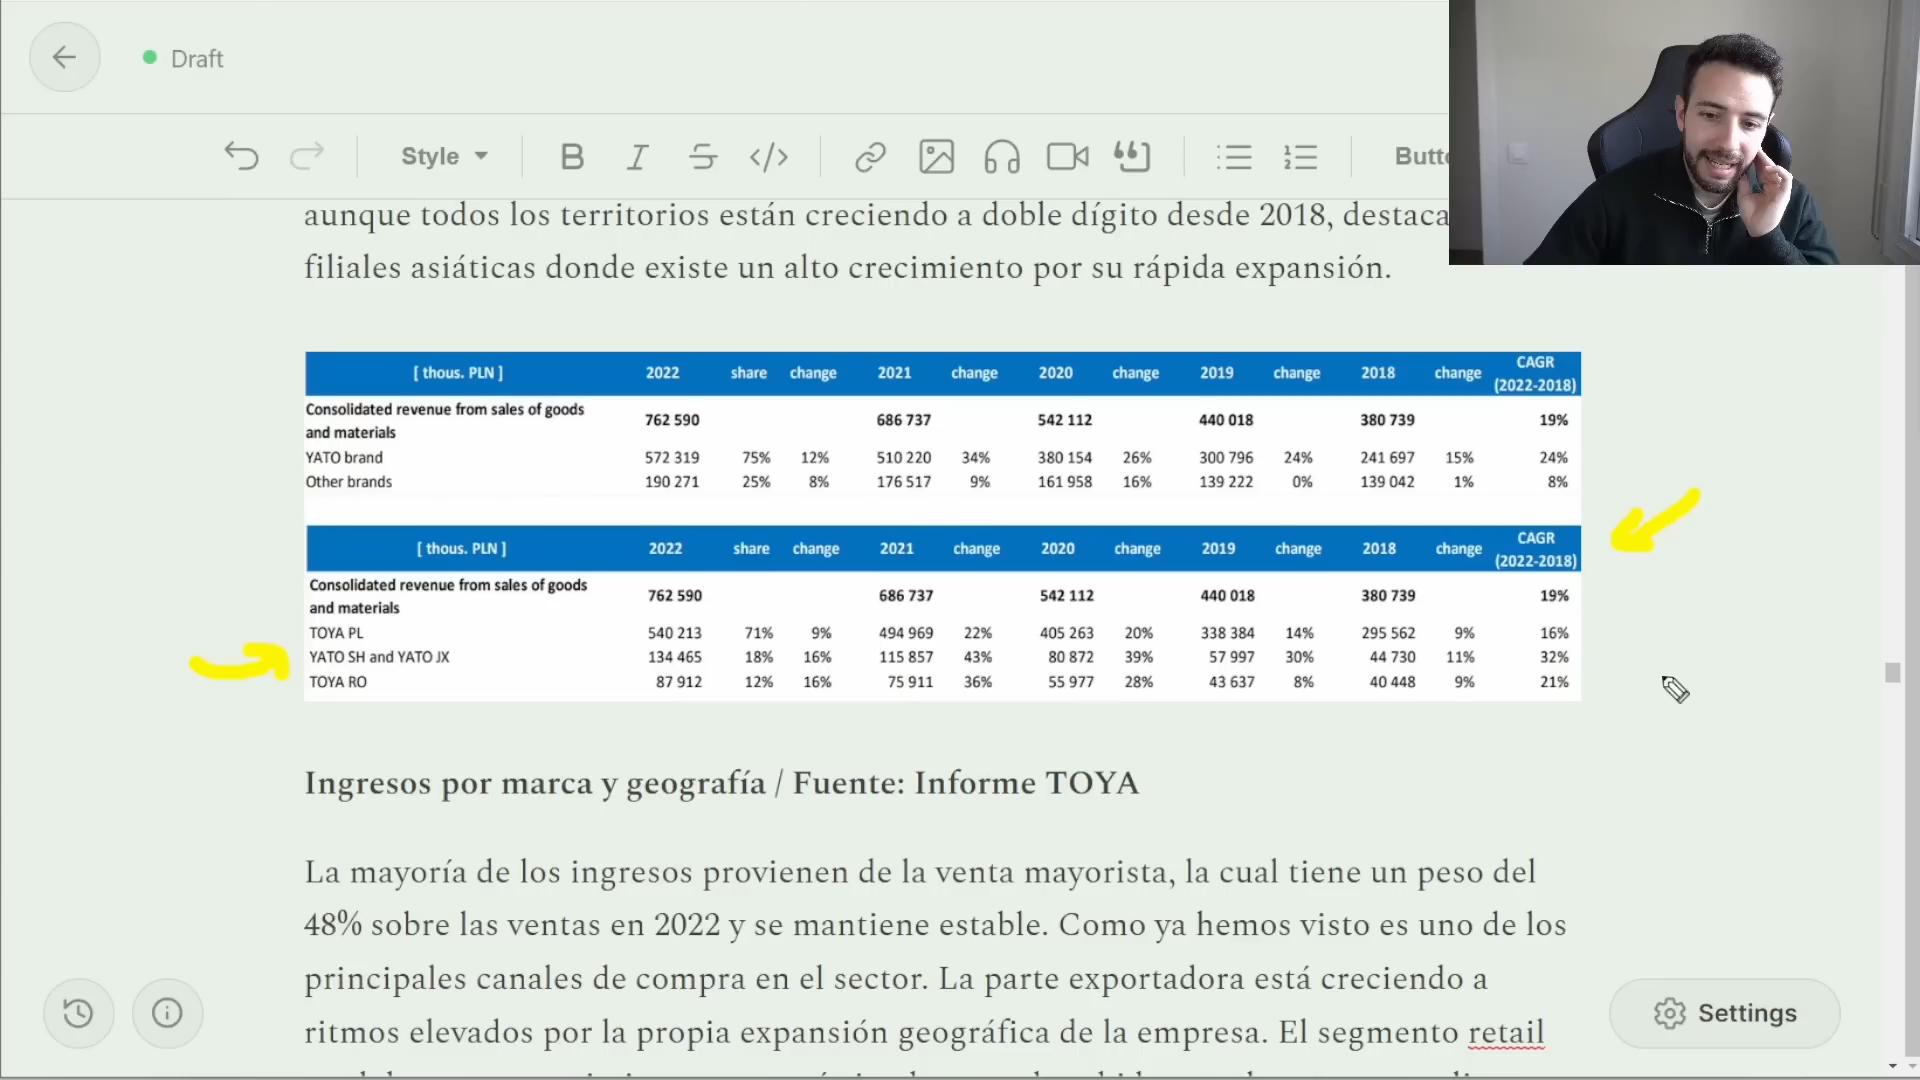 Draft
Style
Butto
aunque todos los territorios están creciendo a doble dígito desde 2018, destaca
filiales asiáticas donde existe un alto crecimiento por su rápida expansión.
[ thous. PLN ] 2022 share change 2021 change 2020 change 2019 change 2018 change CAGR (2022-2018)
Consolidated revenue from sales of goods and materials 762 590 686 737 542 112 440 018 380 739 19%
YATO brand 572 319 75% 12% 510 220 34% 380 154 26% 300 796 24% 241 697 15% 24%
Other brands 190 271 25% 8% 176 517 9% 161 958 16% 139 222 0% 139 042 1% 8%
[ thous. PLN ] 2022 share change 2021 change 2020 change 2019 change 2018 change CAGR (2022-2018)
Consolidated revenue from sales of goods and materials 762 590 686 737 542 112 440 018 380 739 19%
TOYA PL 540 213 71% 9% 494 969 22% 405 263 20% 338 384 14% 295 562 9% 16%
YATO SH and YATO JX 134 465 18% 16% 115 857 43% 80 872 39% 57 997 30% 44 730 11% 32%
TOYA RO 87 912 12% 16% 75 911 36% 55 977 28% 43 637 8% 40 448 9% 21%
Ingresos por marca y geografía / Fuente: Informe TOYA
La mayoría de los ingresos provienen de la venta mayorista, la cual tiene un peso del
48% sobre las ventas en 2022 y se mantiene estable. Como ya hemos visto es uno de los
principales canales de compra en el sector. La parte exportadora está creciendo a
ritmos elevados por la propia expansión geográfica de la empresa. El segmento retail
Settings